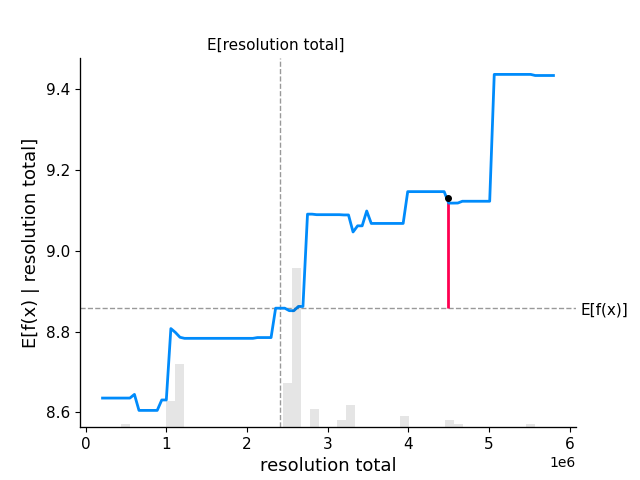 E[resolution total]
9.4
9.2
9.0
8.8
8.6
E[f(x) | resolution total]
E[f(x)]
0 1 2 3 4 5 6
1e6
resolution total